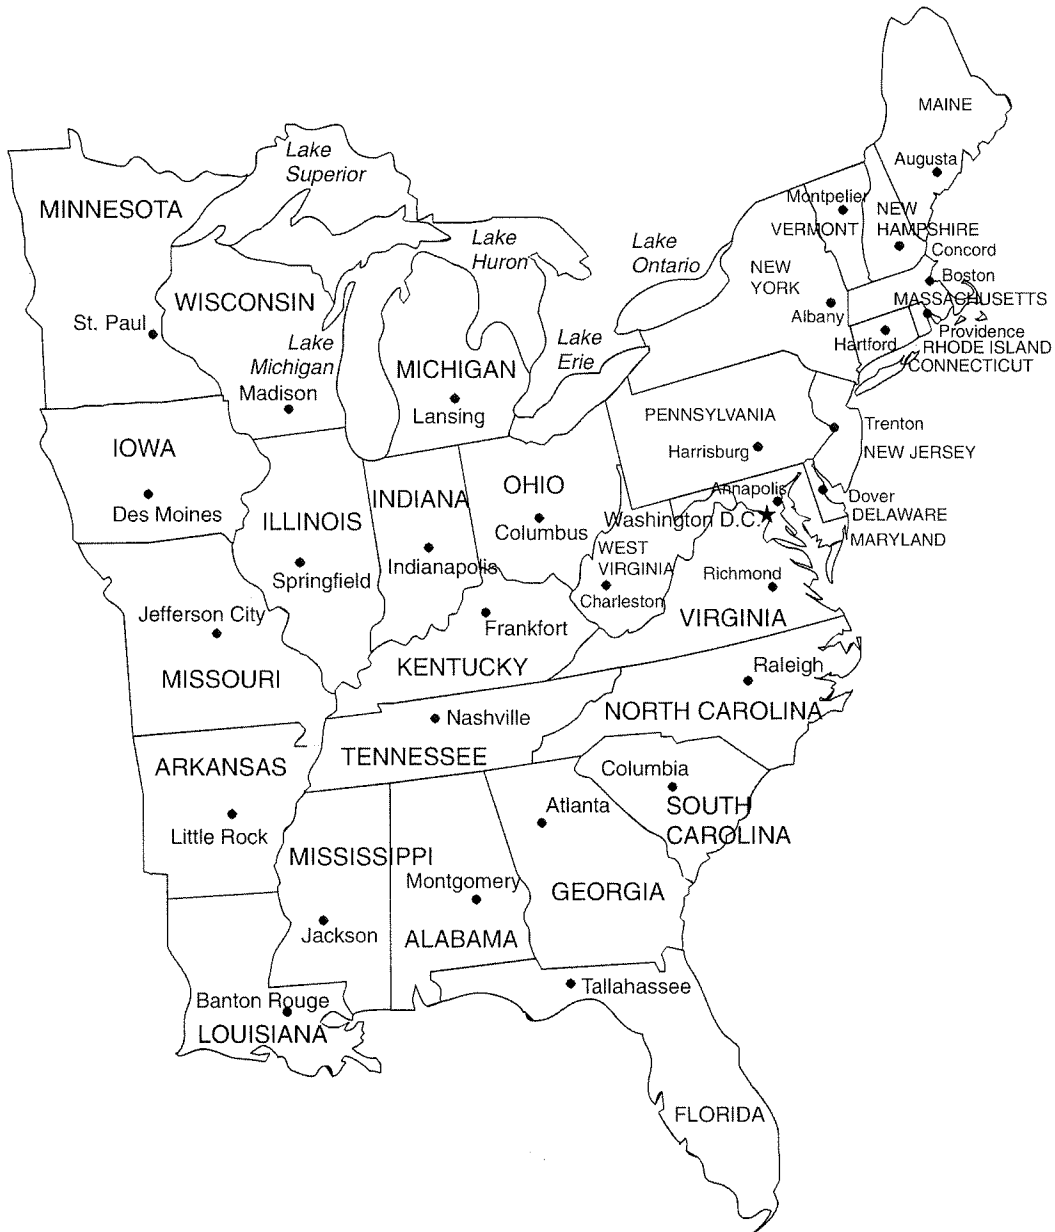 MAINE
Augusta
Lake
Superior
Montpelier
MINNESOTA
NEW
HAMPSHIRE
VERMONT
Lake
Huron
Lake
Ontario
Concord
NEW
YORK
Boston
WISCONSIN
MASSACHUSETTS
St. Paul
Albany
Providence
Lake
Michigan
Lake
Erie
Hartford
RHODE ISLAND
CONNECTICUT
MICHIGAN
Madison
Lansing
PENNSYLVANIA
Trenton
IOWA
Harrisburg
NEW JERSEY
OHIO
INDIANA
Annapolis
Dover
Des Moines
DELAWARE
ILLINOIS
Columbus
Washington D.C.
MARYLAND
WEST
VIRGINIA
Indianapolis
Springfield
Richmond
Charleston
Jefferson City
VIRGINIA
Frankfort
KENTUCKY
Raleigh
MISSOURI
NORTH CAROLINA
Nashville
TENNESSEE
ARKANSAS
Columbia
Atlanta
SOUTH
CAROLINA
Little Rock
MISSISSIPPI
Montgomery
GEORGIA
Jackson
ALABAMA
Tallahassee
Banton Rouge
LOUISIANA
FLORIDA